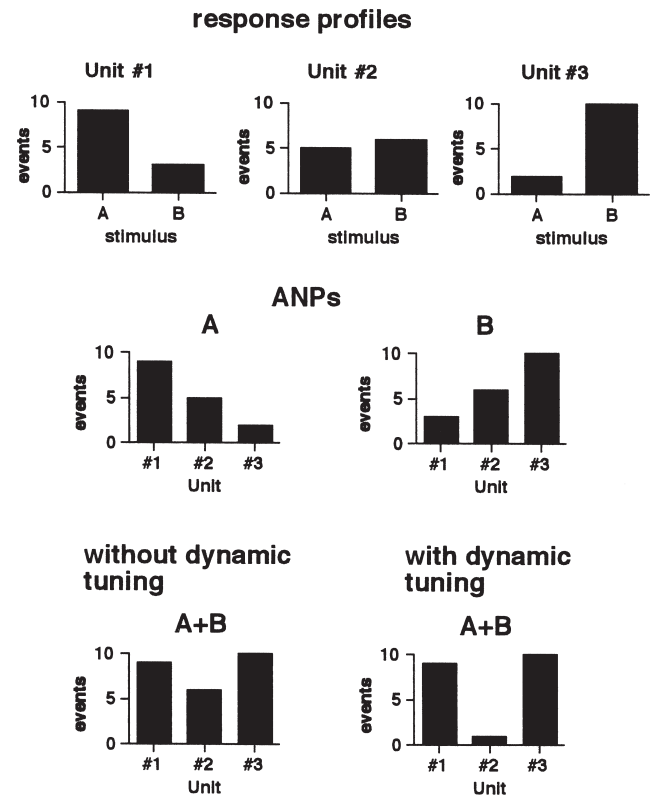 response profiles
Unit #1
Unit #2
Unit #3
10
5
0
events
A
B
stimulus
10
5
0
events
A
B
stimulus
10
5
0
events
A
B
stimulus
ANPs
A
B
10
5
0
events
#1
#2
#3
Unit
10
5
0
events
#1
#2
#3
Unit
without dynamic
tuning
with dynamic
tuning
A+B
A+B
10
5
0
events
#1
#2
#3
Unit
10
5
0
events
#1
#2
#3
Unit